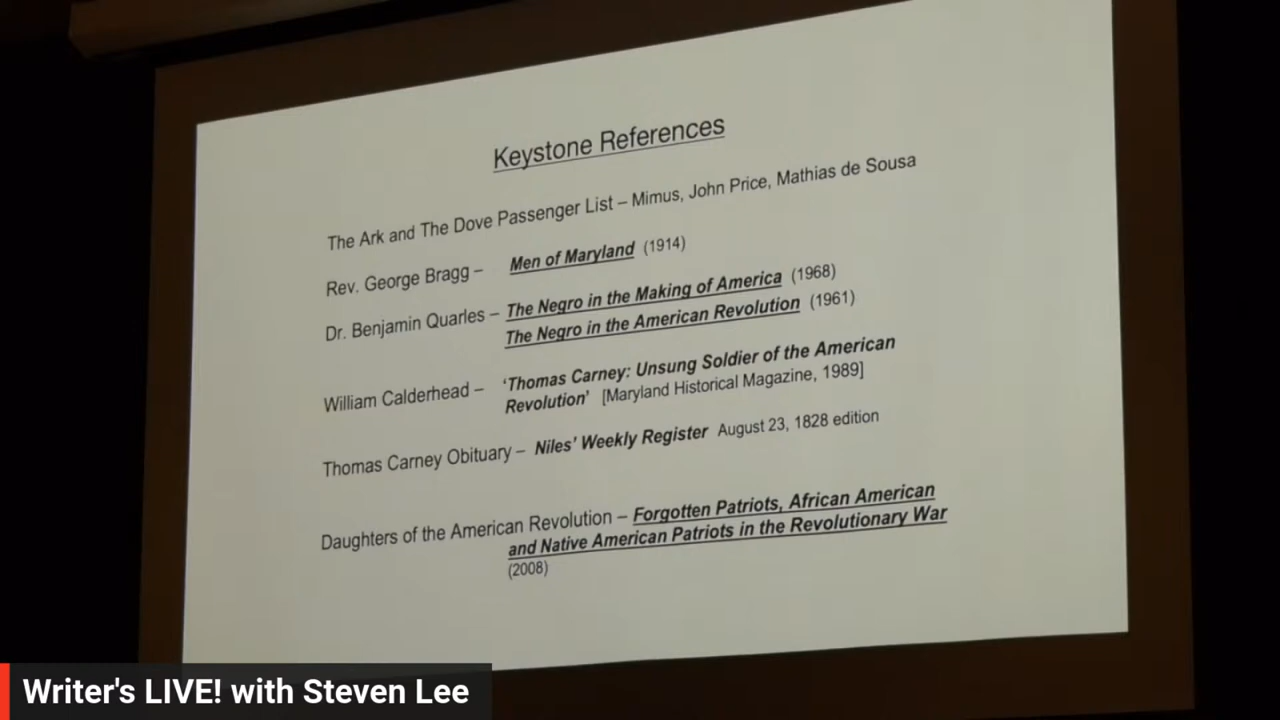 Keystone References
The Ark and The Dove Passenger List – Mimus, John Price, Mathias de Sousa
Rev. George Bragg – Men of Maryland (1914)
Dr. Benjamin Quarles – The Negro in the Making of America (1968)
The Negro in the American Revolution (1961)
William Calderhead – ‘Thomas Carney: Unsung Soldier of the American
Revolution’ [Maryland Historical Magazine, 1989]
Thomas Carney Obituary – Niles’ Weekly Register August 23, 1828 edition
Daughters of the American Revolution – Forgotten Patriots, African American
and Native American Patriots in the Revolutionary War
(2008)
Writer's LIVE! with Steven Lee